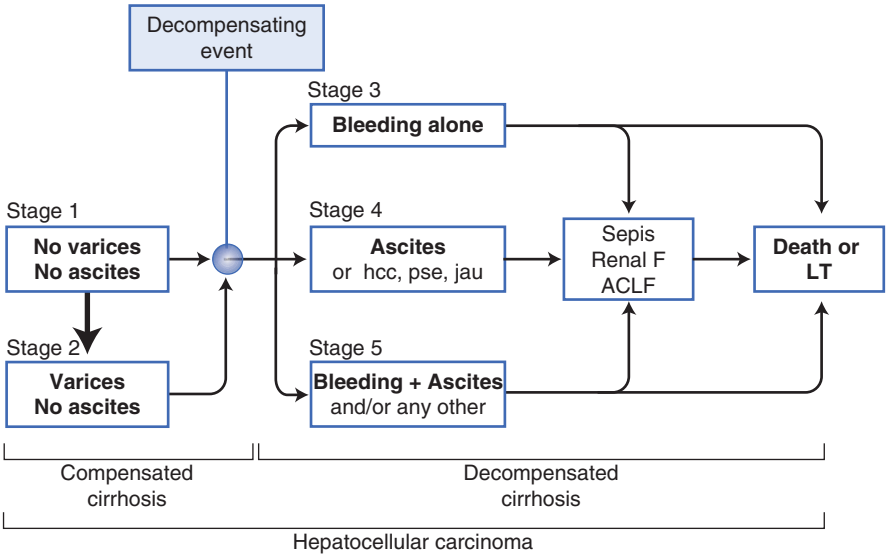 Decompensating
event
Stage 3
Bleeding alone
Stage 1
No varices
No ascites
Stage 4
Ascites
or hcc, pse, jau
Sepis
Renal F
ACLF
Death or
LT
Stage 2
Varices
No ascites
Stage 5
Bleeding + Ascites
and/or any other
Compensated
cirrhosis
Decompensated
cirrhosis
Hepatocellular carcinoma